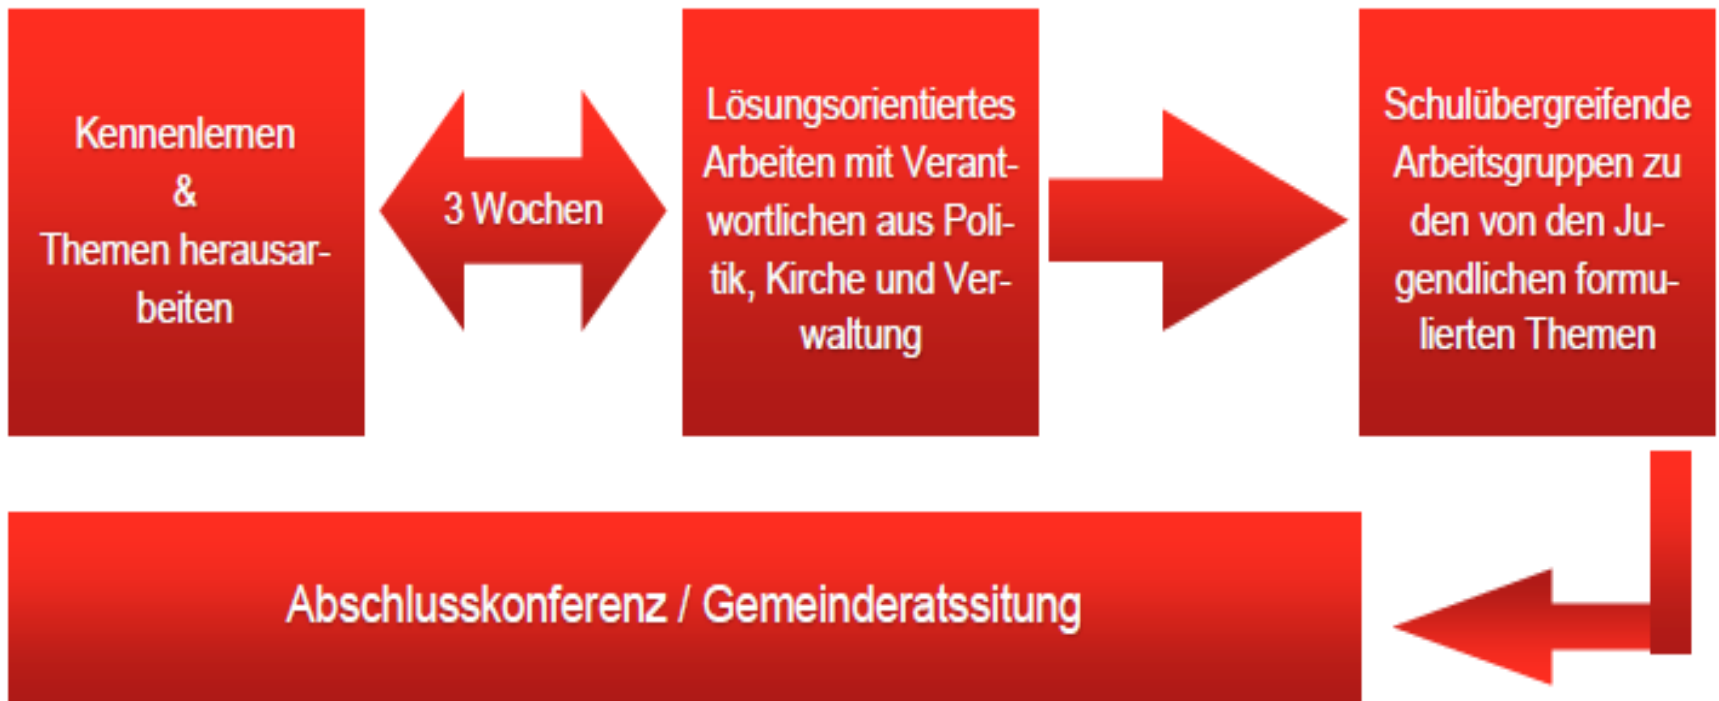 Kennenlernen
&
Themen herausar-
beiten
3 Wochen
Lösungsorientiertes
Arbeiten mit Verant-
wortlichen aus Poli-
tik, Kirche und Ver-
waltung
Schulübergreifende
Arbeitsgruppen zu
den von den Ju-
gendlichen formu-
lierten Themen
Abschlusskonferenz / Gemeinderatssitung